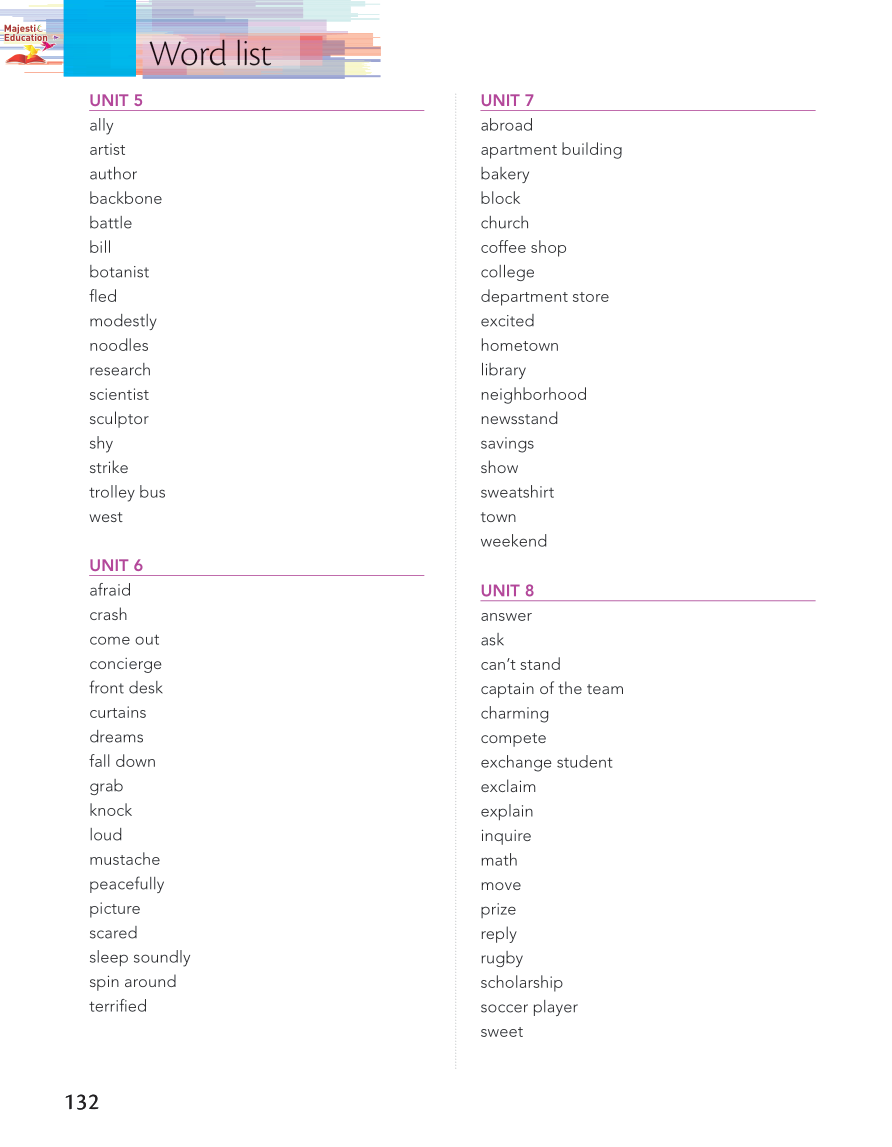 Majestic
Education
Word list
UNIT 5
ally
artist
author
backbone
battle
bill
botanist
fled
modestly
noodles
research
scientist
sculptor
shy
strike
trolley bus
west
UNIT 6
afraid
crash
come out
concierge
front desk
curtains
dreams
fall down
grab
knock
loud
mustache
peacefully
picture
scared
sleep soundly
spin around
terrified
UNIT 7
abroad
apartment building
bakery
block
church
coffee shop
college
department store
excited
hometown
library
neighborhood
newsstand
savings
show
sweatshirt
town
weekend
UNIT 8
answer
ask
can’t stand
captain of the team
charming
compete
exchange student
exclaim
explain
inquire
math
move
prize
reply
rugby
scholarship
soccer player
sweet
132